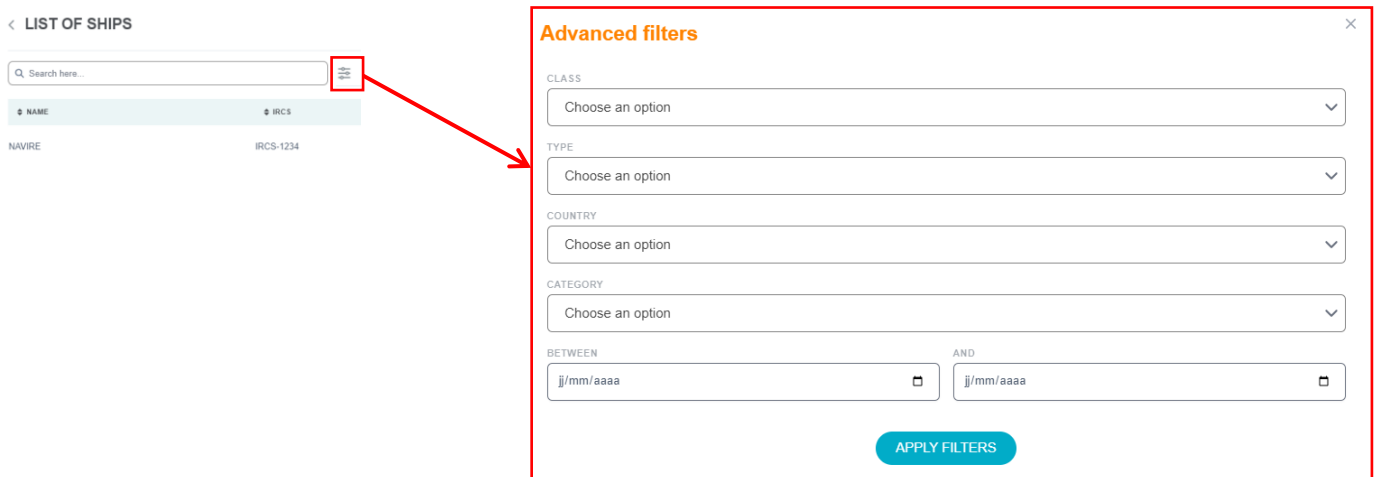 LIST OF SHIPS
Search here...
NAME IRCS
NAVIRE IRCS-1234
Advanced filters
CLASS
Choose an option
TYPE
Choose an option
COUNTRY
Choose an option
CATEGORY
Choose an option
BETWEEN AND
jj/mm/aaaa jj/mm/aaaa
APPLY FILTERS